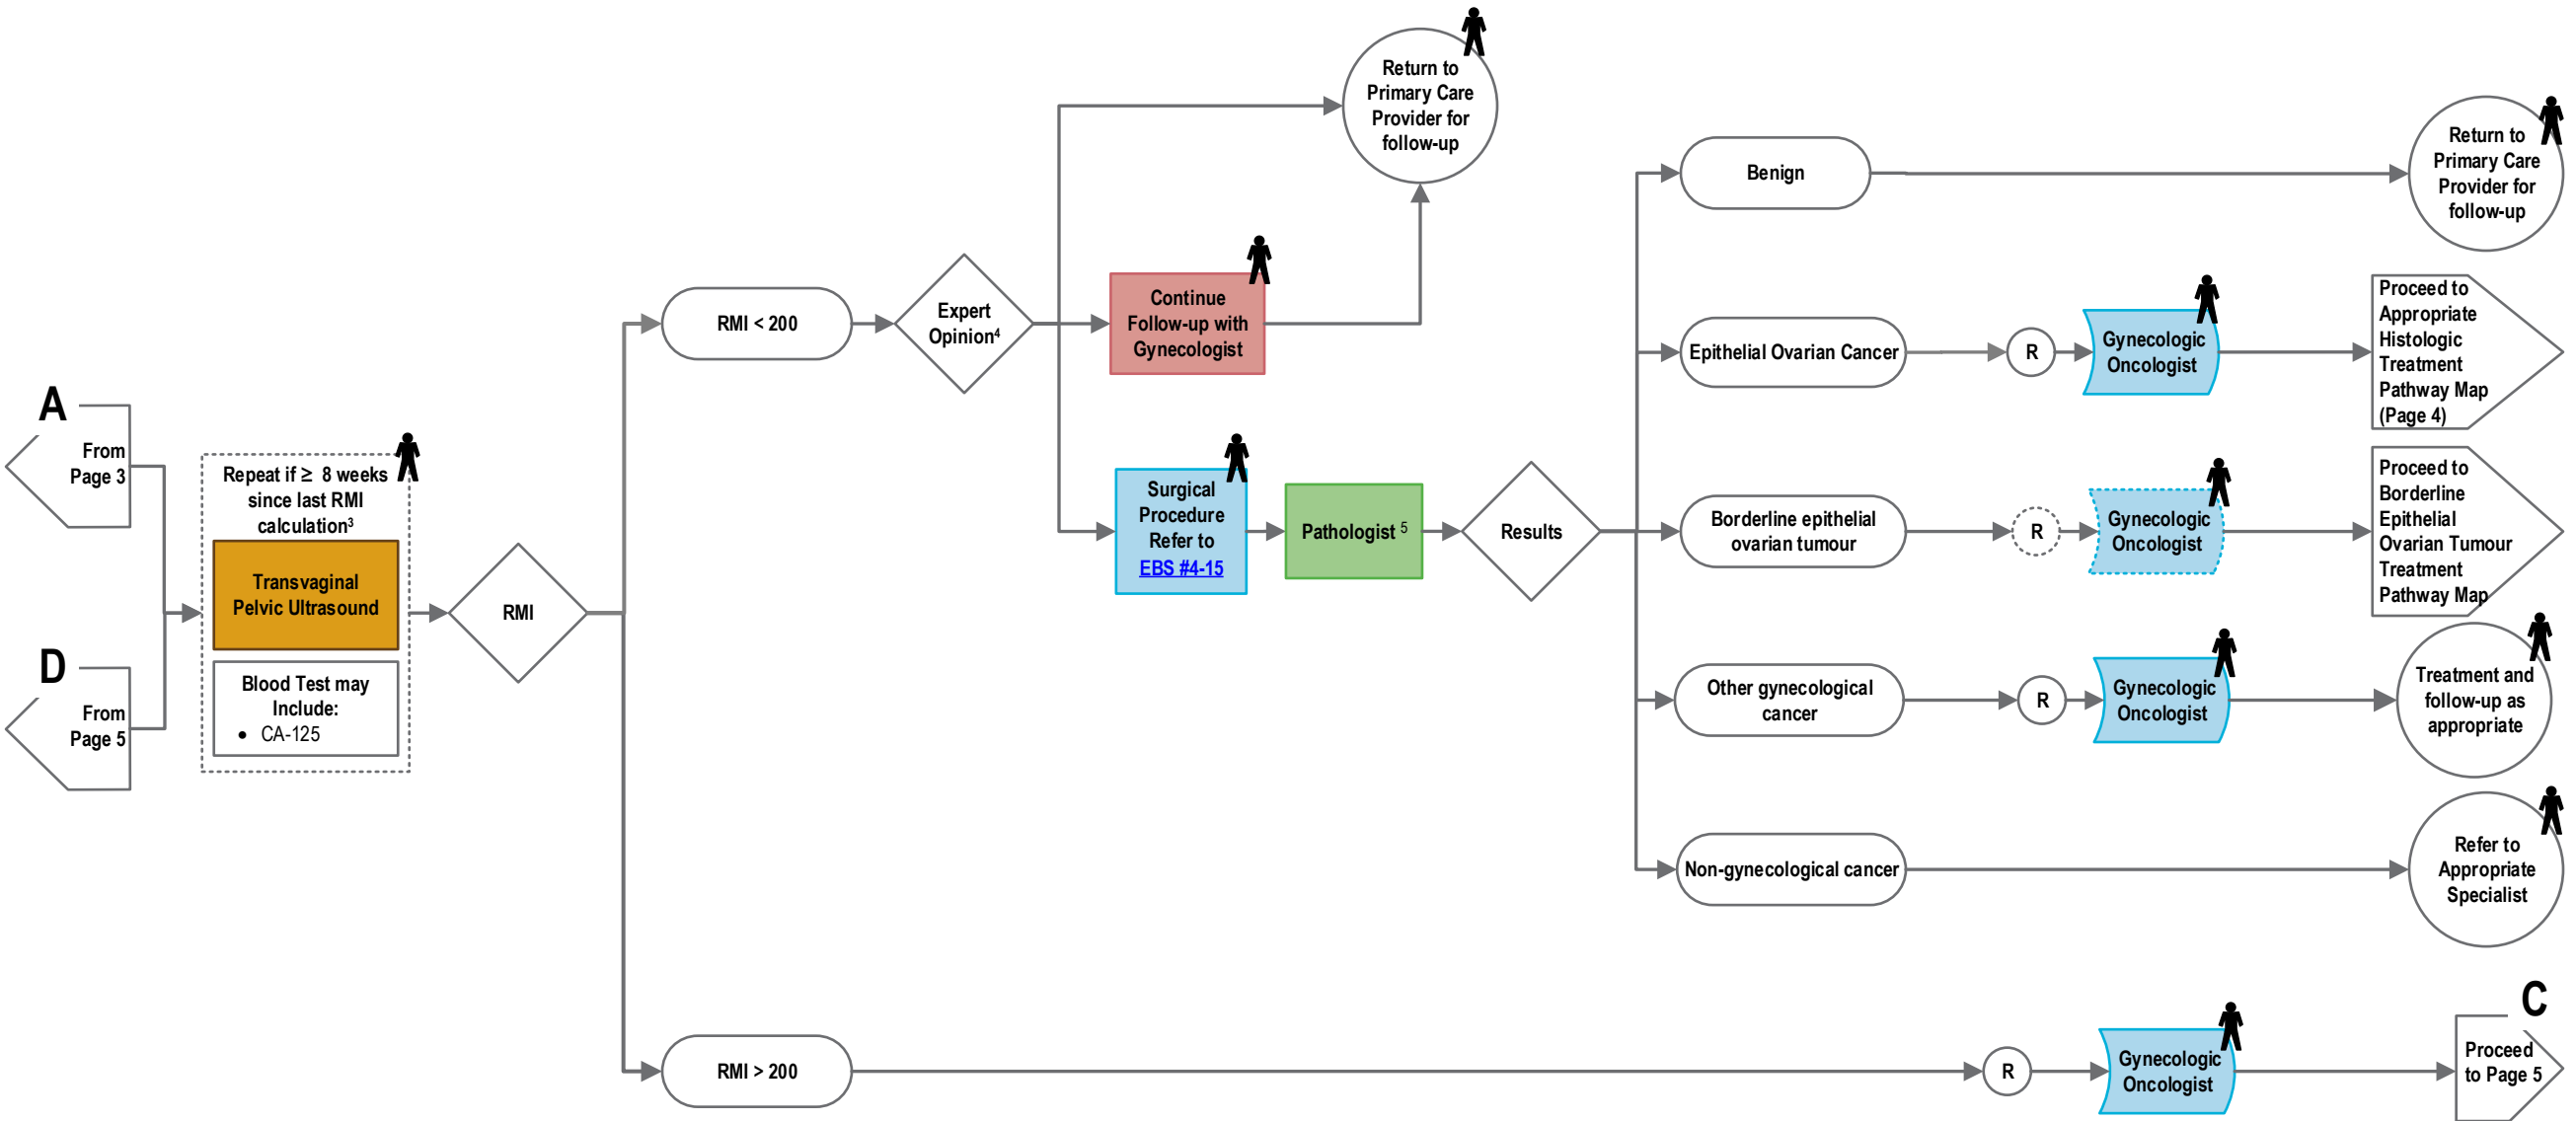 A
From
Page 3
D
From
Page 5
Repeat if ≥ 8 weeks
since last RMI
calculation3
Transvaginal
Pelvic Ultrasound
Blood Test may
Include:
• CA-125
RMI
RMI < 200
Expert
Opinion4
Return to
Primary Care
Provider for
follow-up
Continue
Follow-up with
Gynecologist
Surgical
Procedure
Refer to
EBS #4-15
Pathologist 5
Results
Benign
Return to
Primary Care
Provider for
follow-up
Epithelial Ovarian Cancer
R
Gynecologic
Oncologist
Proceed to
Appropriate
Histologic
Treatment
Pathway Map
(Page 4)
Borderline epithelial
ovarian tumour
R
Gynecologic
Oncologist
Proceed to
Borderline
Epithelial
Ovarian Tumour
Treatment
Pathway Map
Other gynecological
cancer
R
Gynecologic
Oncologist
Treatment and
follow-up as
appropriate
Non-gynecological cancer
Refer to
Appropriate
Specialist
RMI > 200
R
Gynecologic
Oncologist
C
Proceed
to Page 5